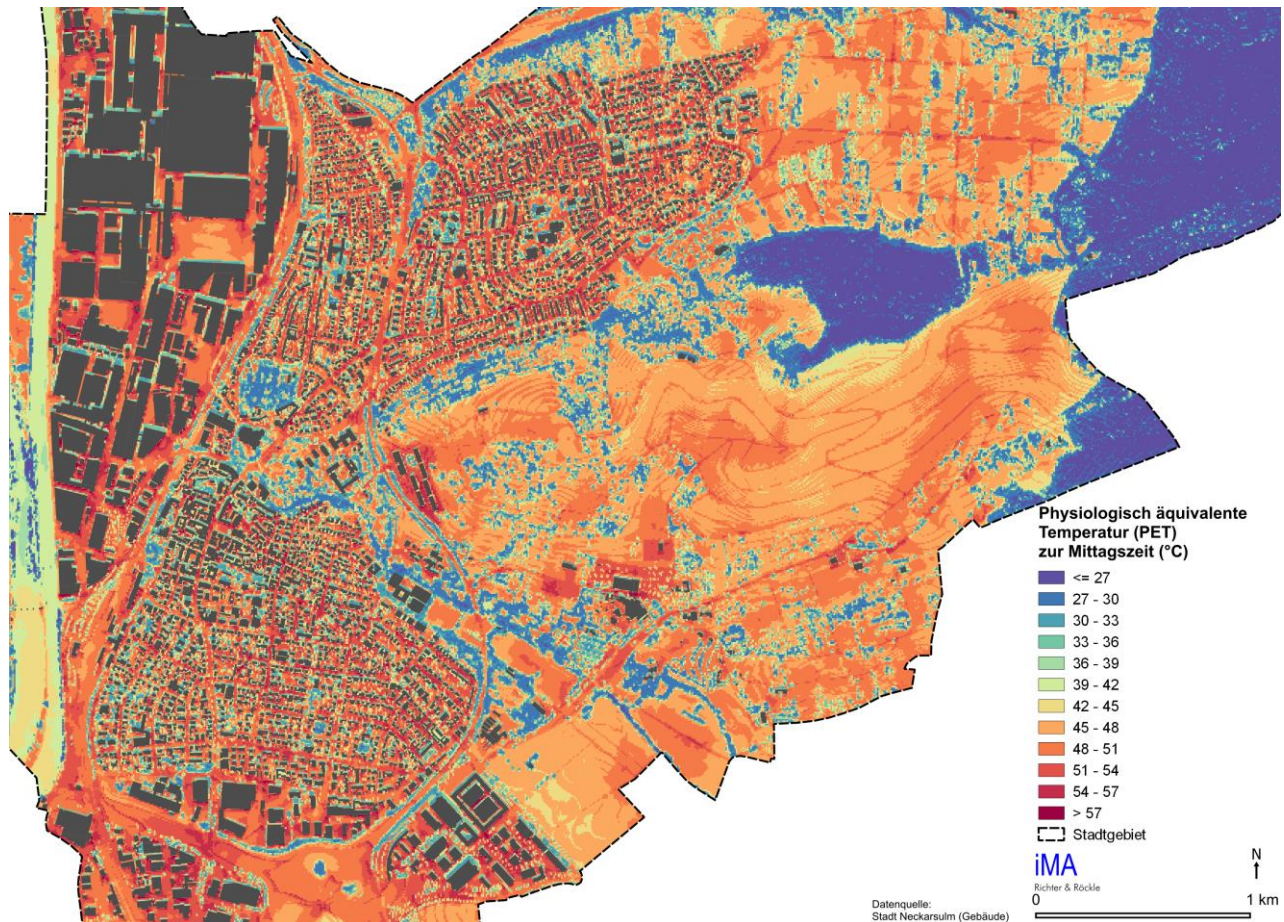 Physiologisch äquivalente
Temperatur (PET)
zur Mittagszeit (°C)
<= 27
27 - 30
30 - 33
33 - 36
36 - 39
39 - 42
42 - 45
45 - 48
48 - 51
51 - 54
54 - 57
> 57
Stadtgebiet
iMA
Richter & Röckle
N
0 1 km
Datenquelle:
Stadt Neckarsulm (Gebäude)